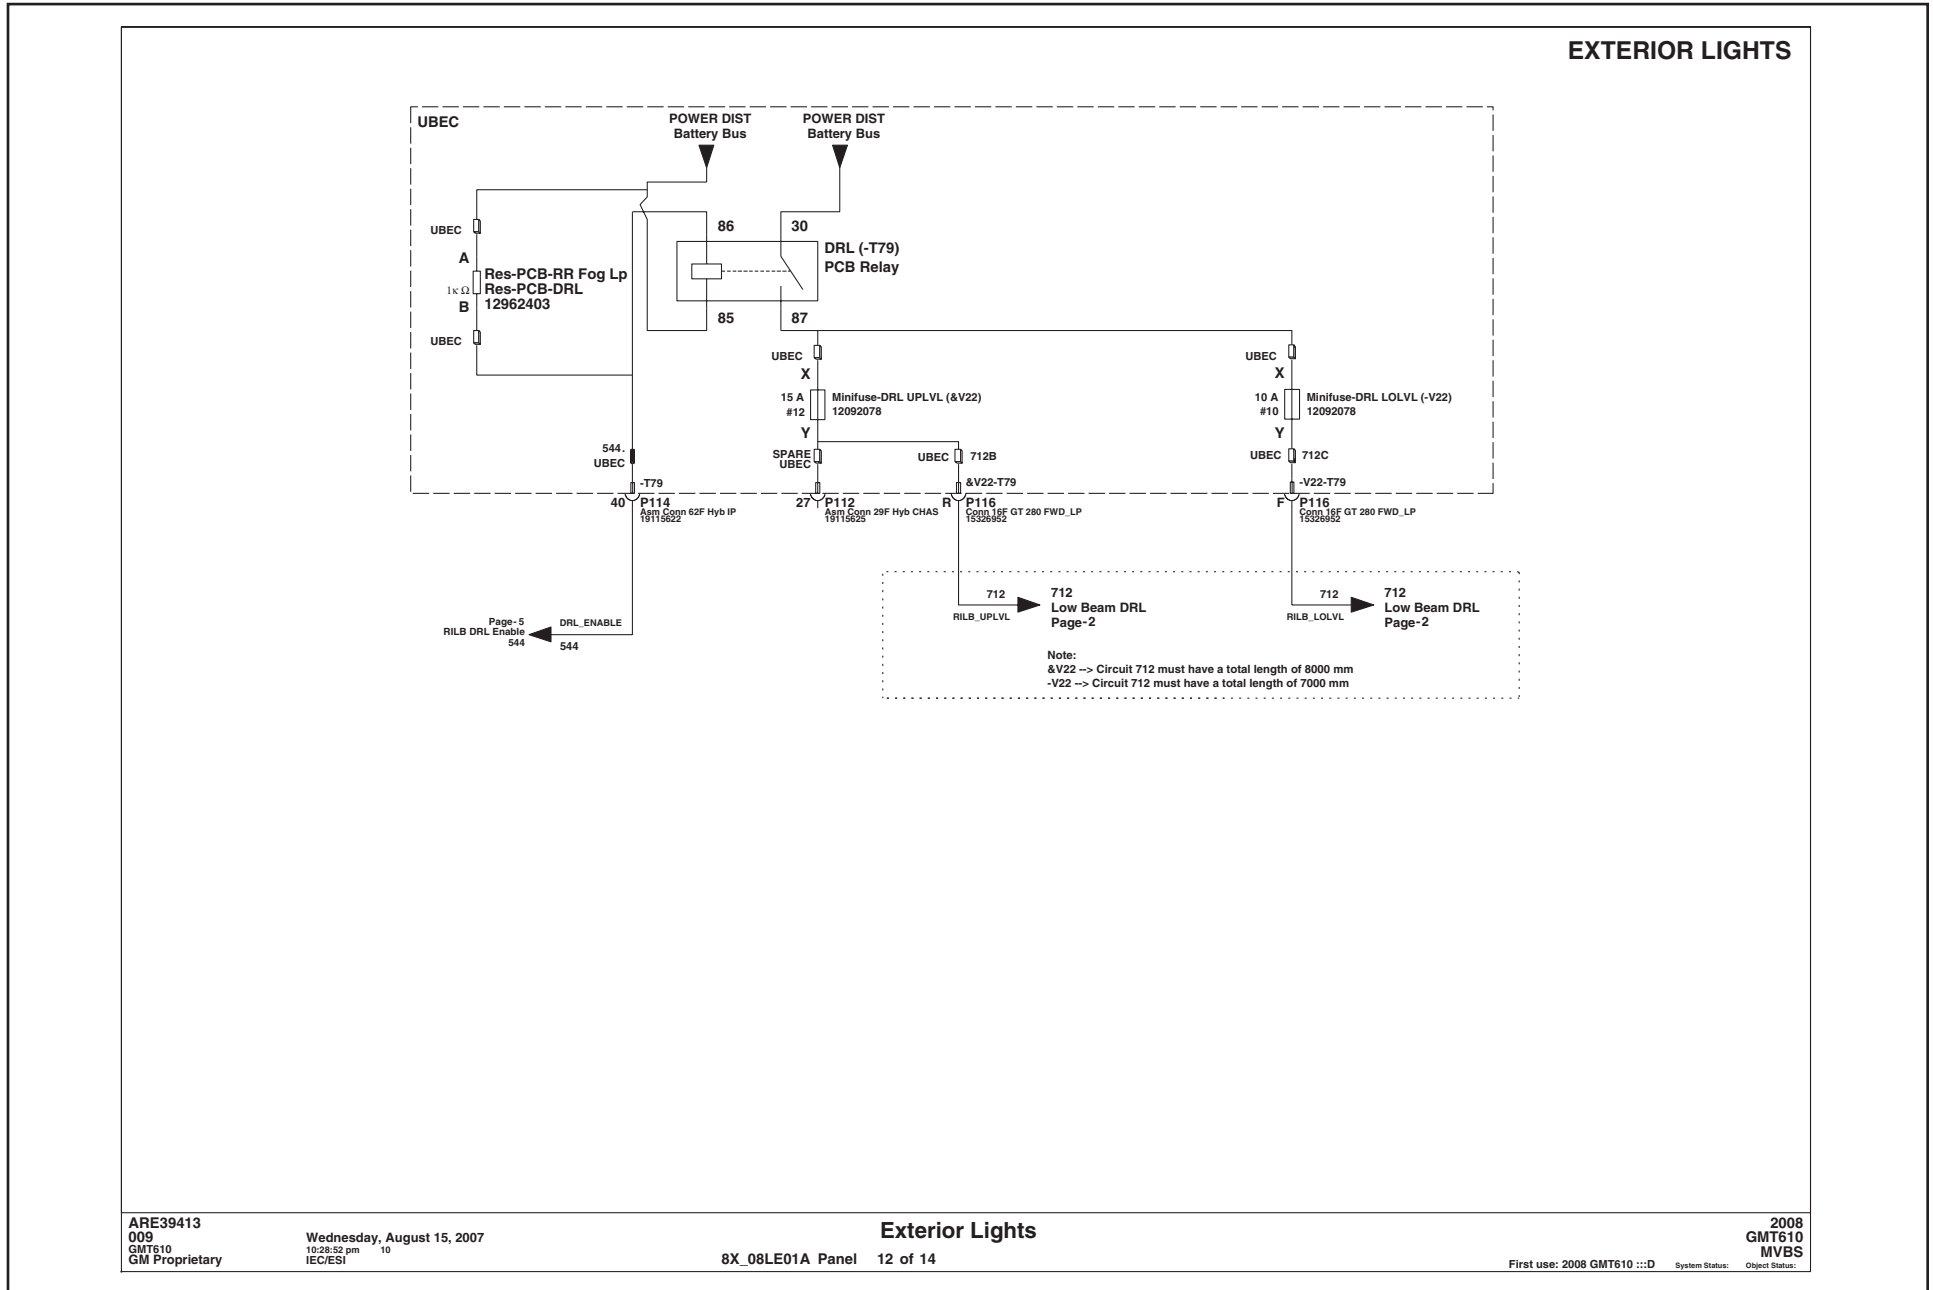 EXTERIOR LIGHTS
UBEC
POWER DIST
Battery Bus
POWER DIST
Battery Bus
UBEC
A
1κ Ω
B
Res-PCB-RR Fog Lp
Res-PCB-DRL
12962403
UBEC
86
30
DRL (-T79)
PCB Relay
85
87
UBEC
X
15 A
#12
Minifuse-DRL UPLVL (&V22)
12092078
Y
UBEC
X
10 A
#10
Minifuse-DRL LOLVL (-V22)
12092078
Y
544.
UBEC
SPARE
UBEC
UBEC
712B
UBEC
712C
-T79
&V22-T79
-V22-T79
40
P114
Asm Conn 62F Hyb IP
19115622
27
P112
Asm Conn 29F Hyb CHAS
19115625
R
P116
Conn 16F GT 280 FWD_LP
15326952
F
P116
Conn 16F GT 280 FWD_LP
15326952
Page-5
RILB DRL Enable
544
DRL_ENABLE
544
712
RILB_UPLVL
712
Low Beam DRL
Page-2
712
RILB_LOLVL
712
Low Beam DRL
Page-2
Note:
&V22 --> Circuit 712 must have a total length of 8000 mm
-V22 --> Circuit 712 must have a total length of 7000 mm
ARE39413
009
GMT610
GM Proprietary
Wednesday, August 15, 2007
10:28:52 pm 10
IEC/ESI
Exterior Lights
8X_08LE01A Panel 12 of 14
2008
GMT610
MVBS
First use: 2008 GMT610 :::D System Status: Object Status: